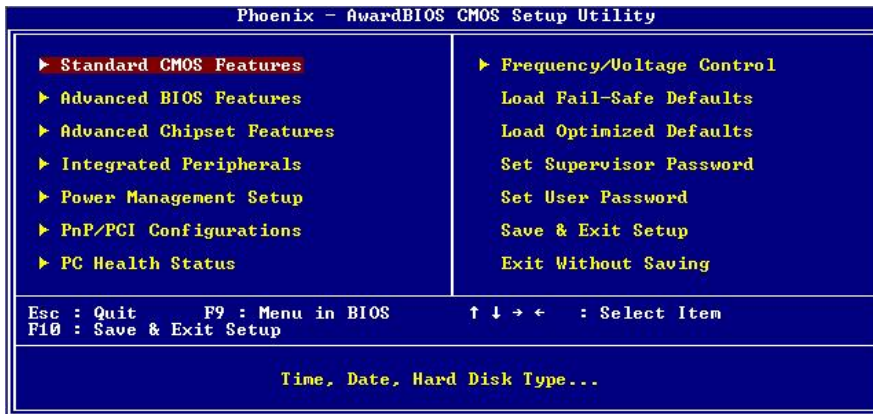 Phoenix - AwardBIOS CMOS Setup Utility
▶ Standard CMOS Features
▶ Advanced BIOS Features
▶ Advanced Chipset Features
▶ Integrated Peripherals
▶ Power Management Setup
▶ PnP/PCI Configurations
▶ PC Health Status
▶ Frequency/Voltage Control
Load Fail-Safe Defaults
Load Optimized Defaults
Set Supervisor Password
Set User Password
Save & Exit Setup
Exit Without Saving
Esc : Quit F9 : Menu in BIOS ↑ ↓ → ← : Select Item
F10 : Save & Exit Setup
Time, Date, Hard Disk Type...